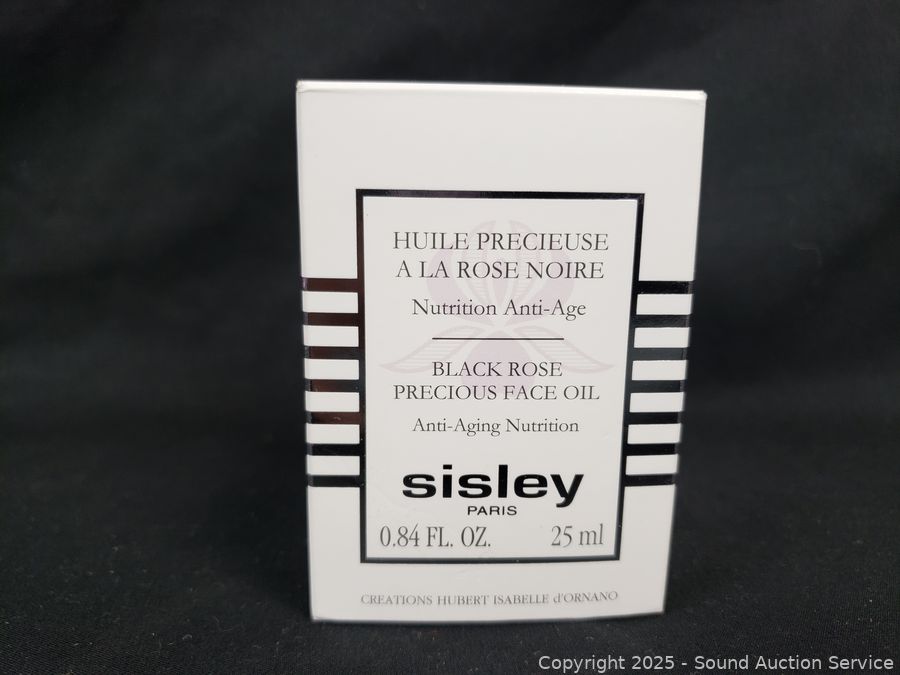 HUILE PRECIEUSE
A LA ROSE NOIRE
Nutrition Anti-Age
BLACK ROSE
PRECIOUS FACE OIL
Anti-Aging Nutrition
sisley
PARIS
0.84 FL. OZ. 25 ml
CREATIONS HUBERT ISABELLE d'ORNANO
Copyright 2025 - Sound Auction Service